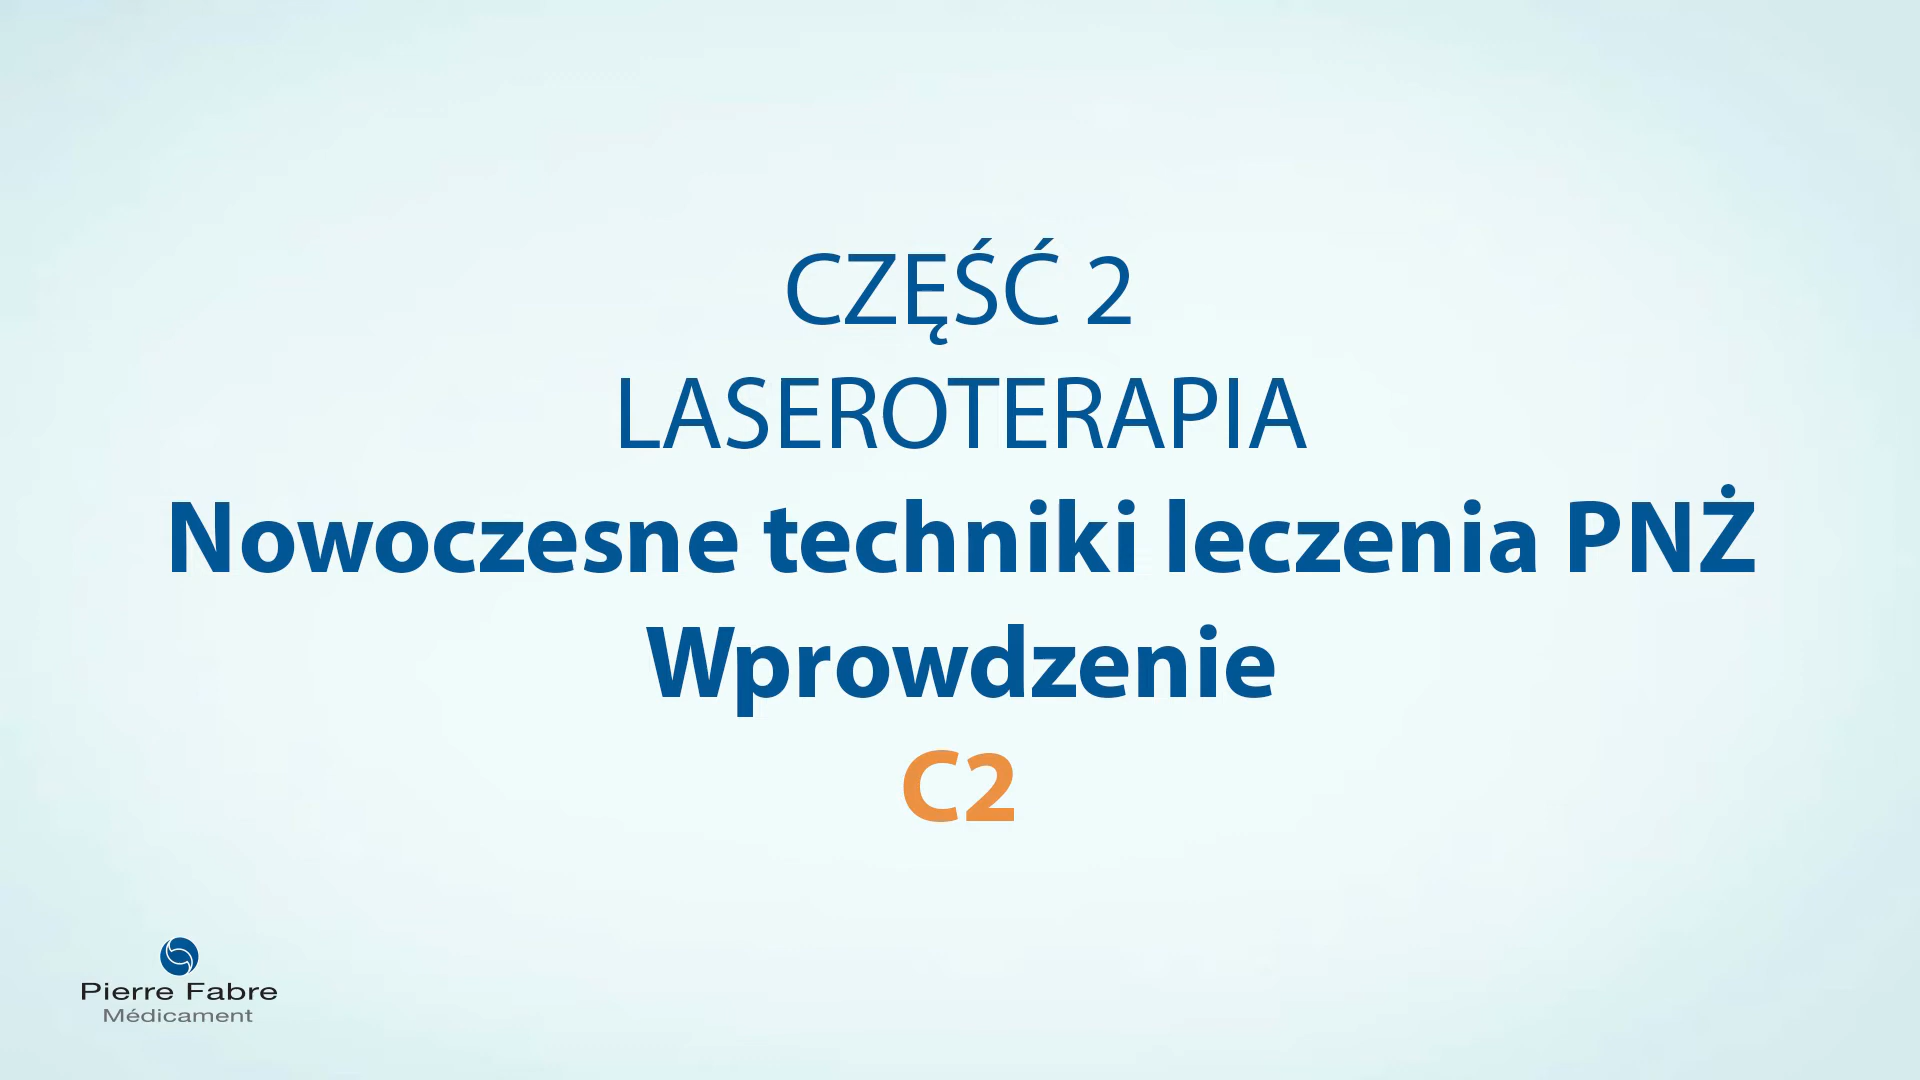 CZĘŚĆ 2
LASEROTERAPIA
Nowoczesne techniki leczenia PNŻ
Wprowdzenie
C2
Pierre Fabre
Médicament